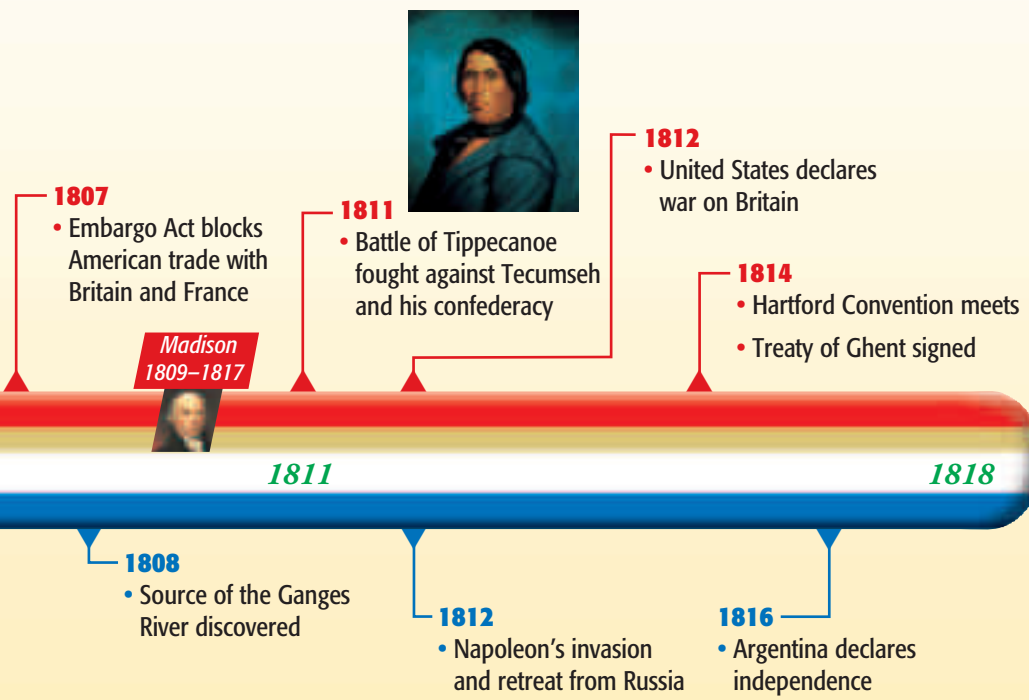 1807
• Embargo Act blocks
American trade with
Britain and France
1811
• Battle of Tippecanoe
fought against Tecumseh
and his confederacy
1812
• United States declares
war on Britain
1814
• Hartford Convention meets
• Treaty of Ghent signed
Madison
1809–1817
1811
1818
1808
• Source of the Ganges
River discovered
1812
• Napoleon's invasion
and retreat from Russia
1816
• Argentina declares
independence